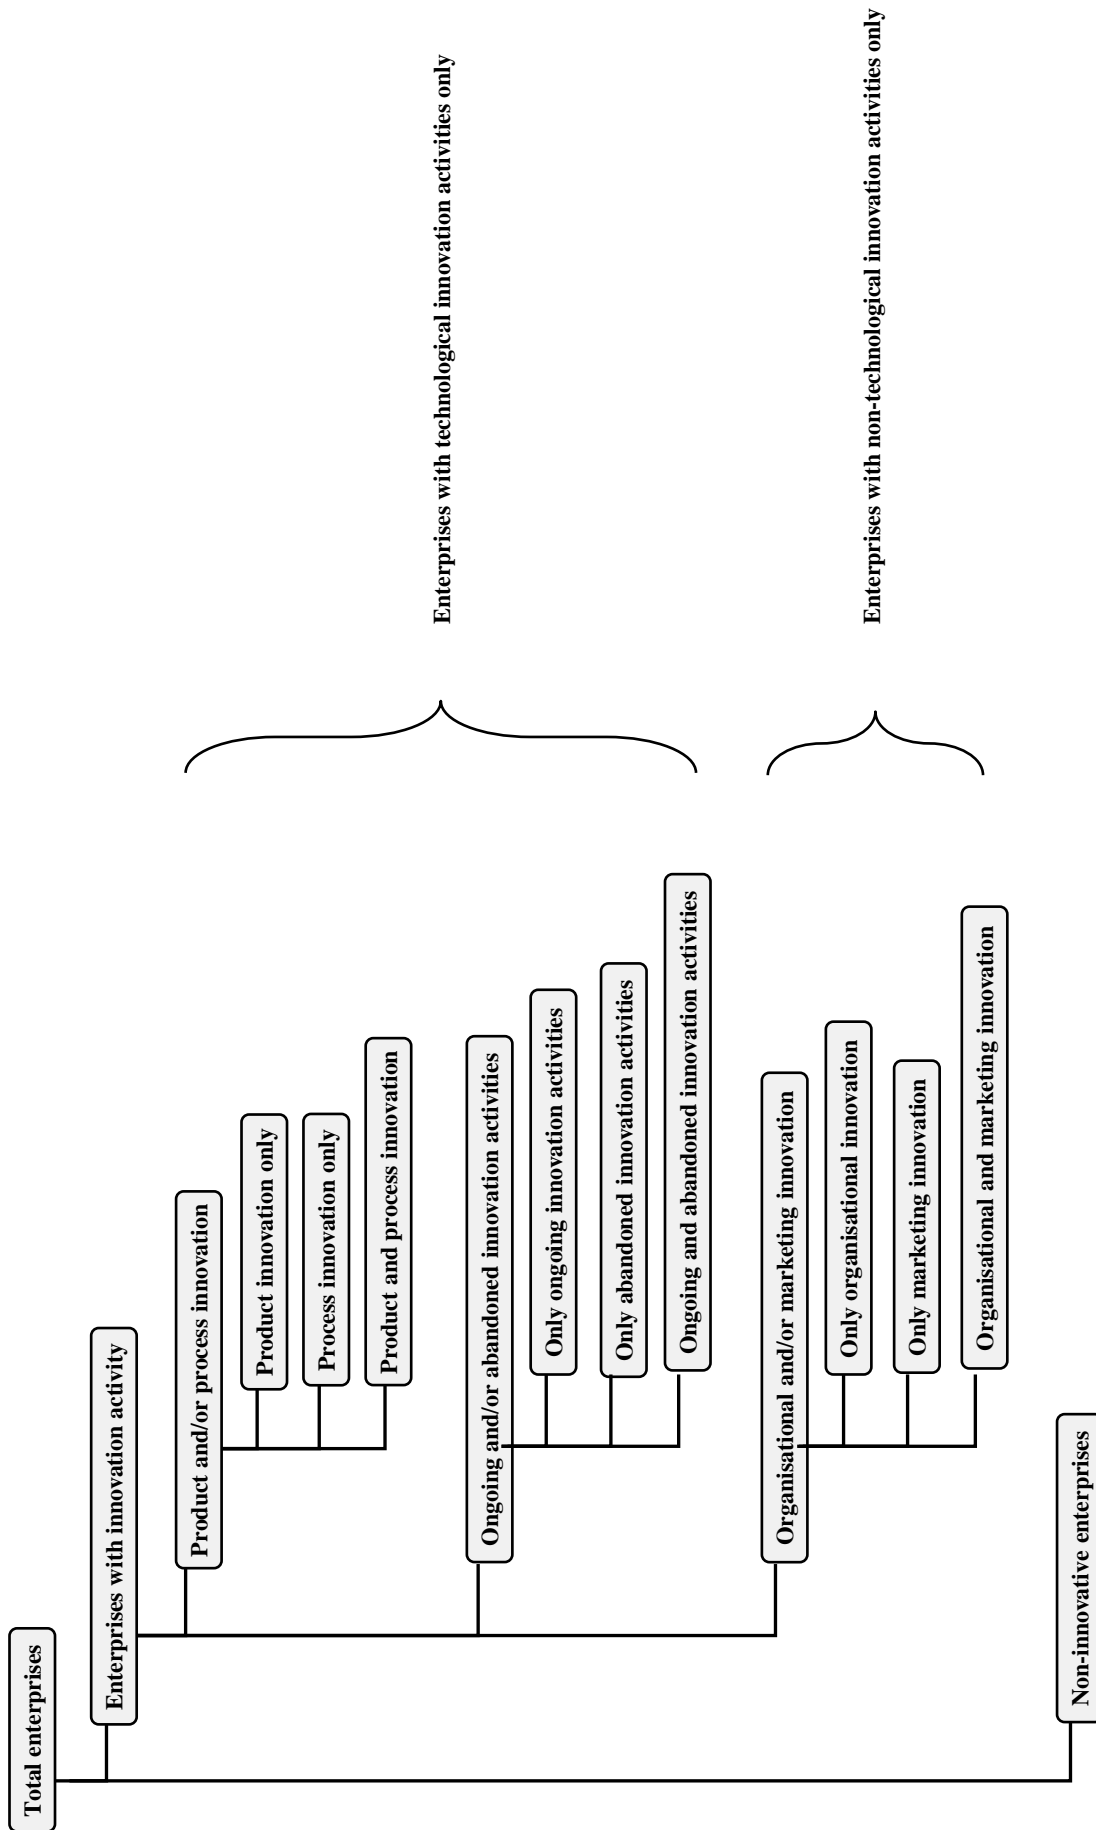 Total enterprises
Enterprises with innovation activity
Product and/or process innovation
Product innovation only
Process innovation only
Product and process innovation
Ongoing and/or abandoned innovation activities
Only ongoing innovation activities
Only abandoned innovation activities
Ongoing and abandoned innovation activities
Enterprises with technological innovation activities only
Organisational and/or marketing innovation
Only organisational innovation
Only marketing innovation
Organisational and marketing innovation
Enterprises with non-technological innovation activities only
Non-innovative enterprises